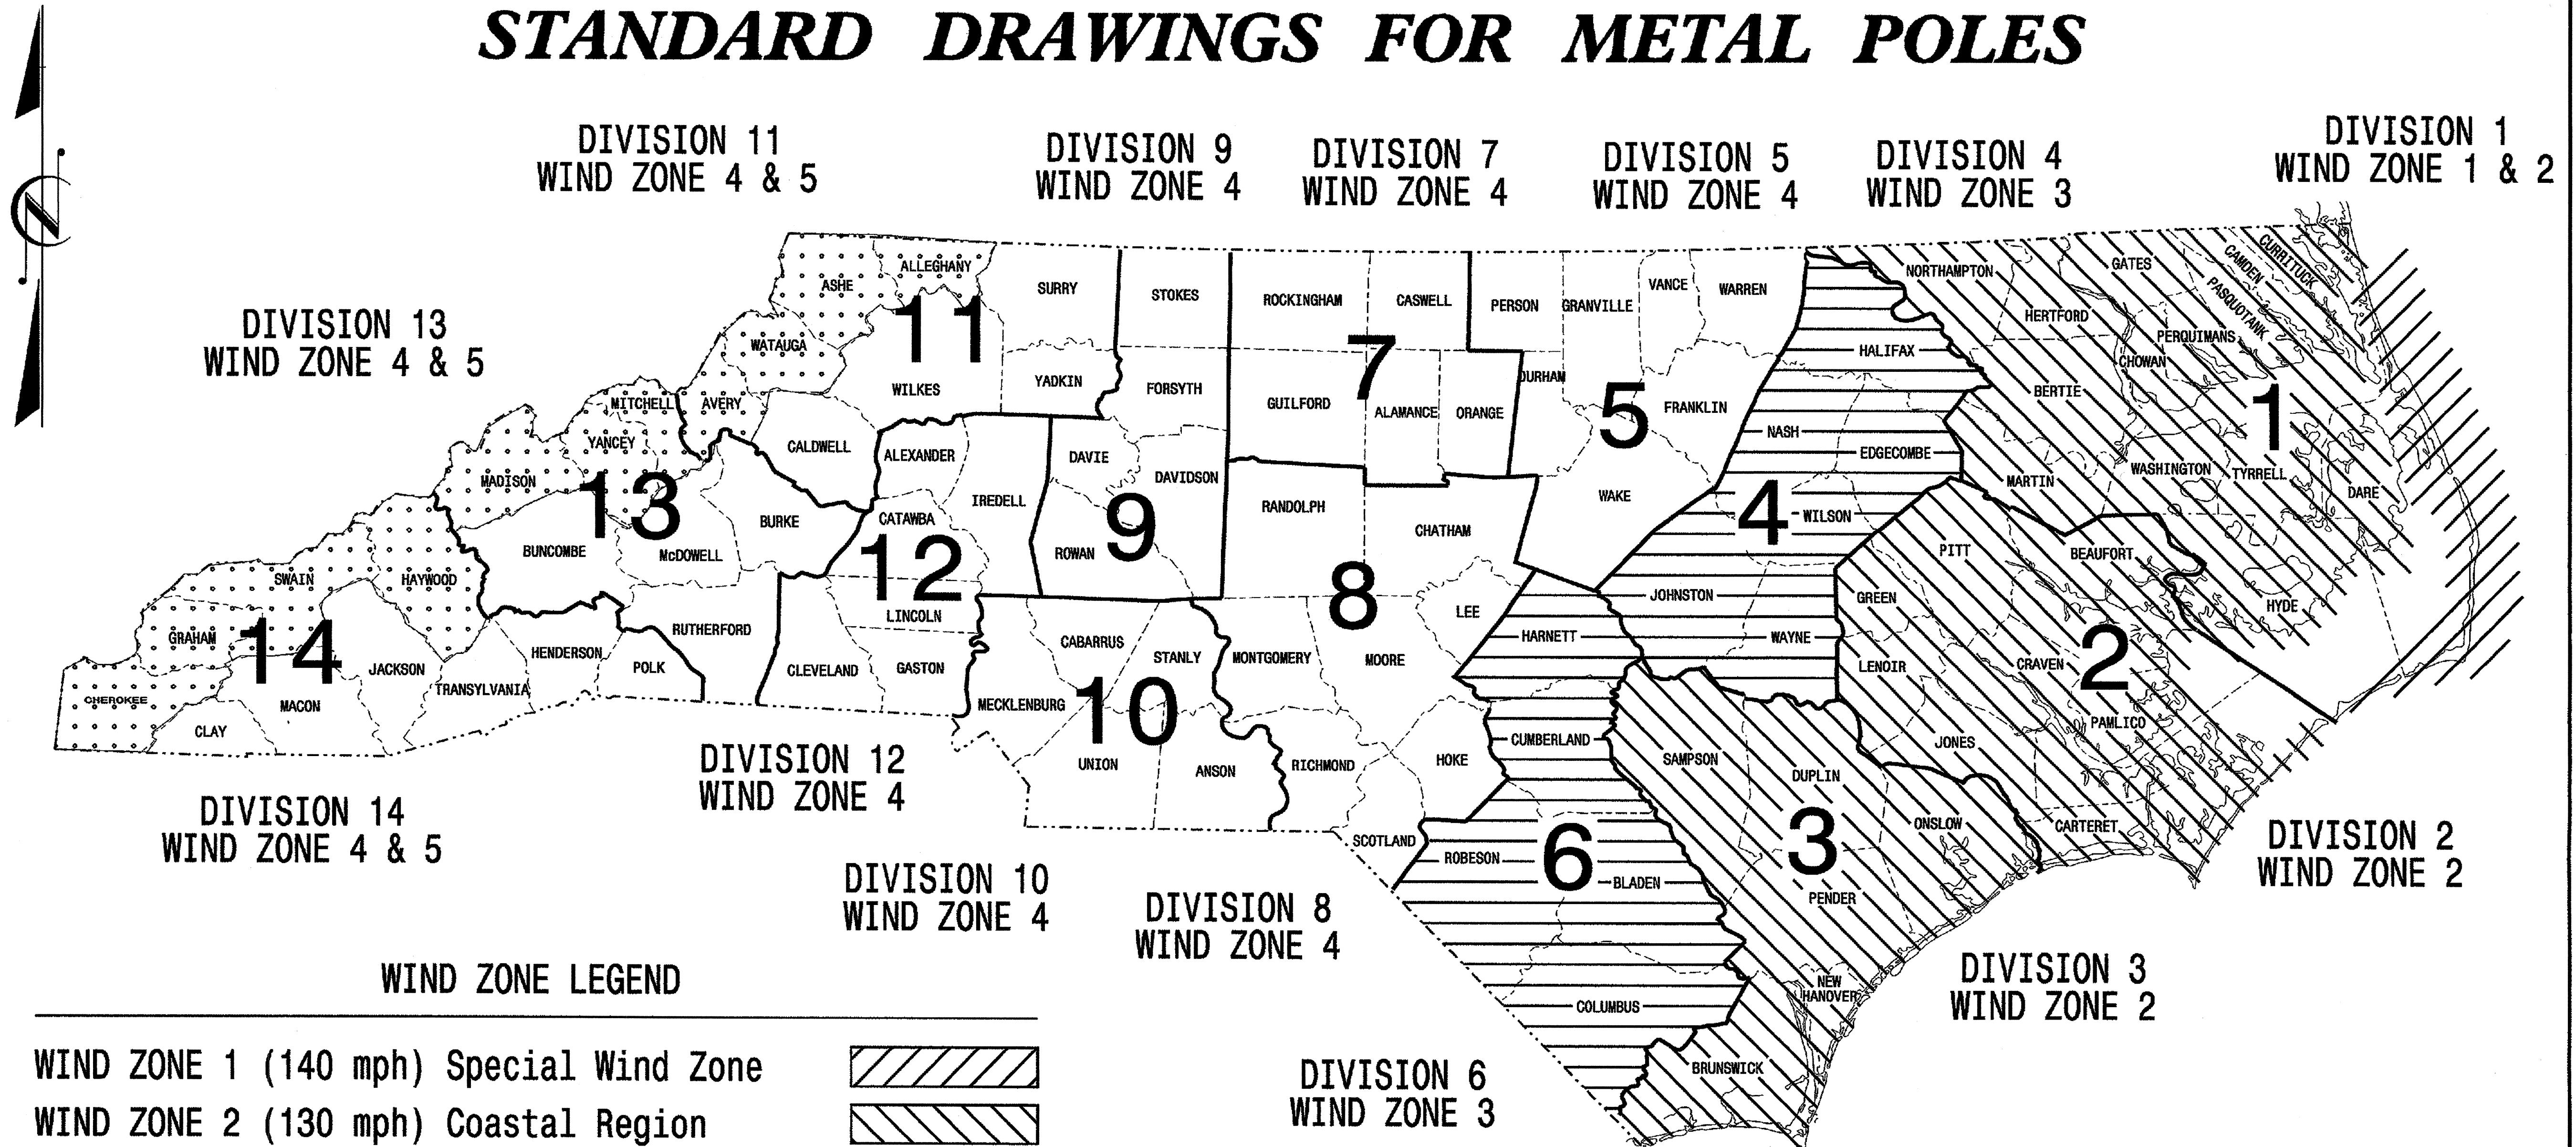 STANDARD DRAWINGS FOR METAL POLES
DIVISION 11
WIND ZONE 4 & 5
DIVISION 9
WIND ZONE 4
DIVISION 7
WIND ZONE 4
DIVISION 5
WIND ZONE 4
DIVISION 4
WIND ZONE 3
DIVISION 1
WIND ZONE 1 & 2
DIVISION 13
WIND ZONE 4 & 5
N
ASHE
ALLEGHANY
11
SURRY
STOKES
ROCKINGHAM
CASWELL
PERSON
GRANVILLE
VANCE
WARREN
NORTHAMPTON
GATES
CAMDEN
CURRITUCK
PASQUOTANK
HERTFORD
PERQUIMANS
CHOWAN
WATAUGA
WILKES
YADKIN
FORSYTH
GUILFORD
7
ALAMANCE
ORANGE
DURHAM
5
FRANKLIN
HALIFAX
NASH
EDGECOMBE
BERTIE
1
MITCHELL
AVERY
YANCEY
CALDWELL
ALEXANDER
DAVIE
DAVIDSON
MADISON
13
IREDELL
RANDOLPH
WAKE
4
WILSON
MARTIN
WASHINGTON
TYRRELL
DARE
BURKE
CATAWBA
9
ROWAN
CHATHAM
PITT
BEAUFORT
BUNCOMBE
McDOWELL
12
LINCOLN
8
LEE
JOHNSTON
GREEN
HYDE
SWAIN
HAYWOOD
GRAHAM
14
JACKSON
RUTHERFORD
CABARRUS
STANLY
MONTGOMERY
MOORE
HARNETT
WAYNE
LENOIR
CRAVEN
2
HENDERSON
POLK
CLEVELAND
GASTON
CHEROKEE
MACON
TRANSYLVANIA
MECKLENBURG
10
CLAY
UNION
ANSON
RICHMOND
HOKE
CUMBERLAND
SAMPSON
DUPLIN
JONES
PAMLICO
SCOTLAND
ROBESON
6
BLADEN
3
ONSLOW
CARTERET
PENDER
COLUMBUS
NEW
HANOVER
BRUNSWICK
DIVISION 12
WIND ZONE 4
DIVISION 14
WIND ZONE 4 & 5
DIVISION 10
WIND ZONE 4
DIVISION 8
WIND ZONE 4
DIVISION 2
WIND ZONE 2
DIVISION 3
WIND ZONE 2
DIVISION 6
WIND ZONE 3
WIND ZONE LEGEND
WIND ZONE 1 (140 mph) Special Wind Zone
WIND ZONE 2 (130 mph) Coastal Region